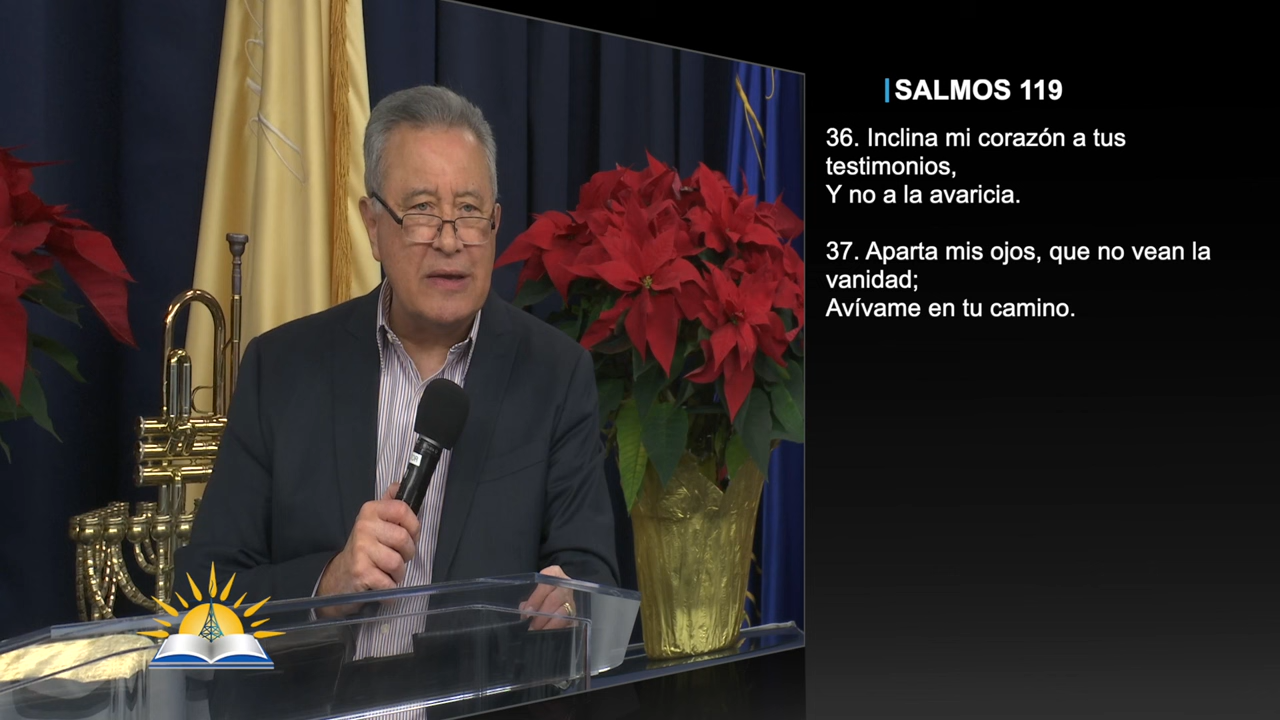 SALMOS 119
36. Inclina mi corazón a tus
testimonios,
Y no a la avaricia.
37. Aparta mis ojos, que no vean la
vanidad;
Avívame en tu camino.